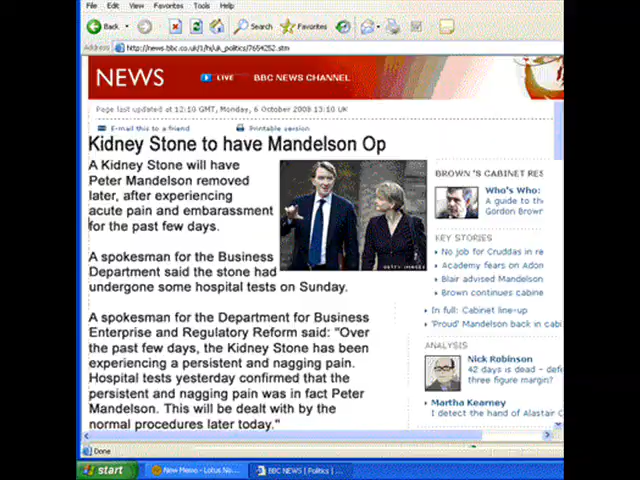 File Edit View Favorites Tools Help
Back Search Favorites
Address http://news.bbc.co.uk/1/hi/uk_politics/7654252.stm
NEWS LIVE BBC NEWS CHANNEL
Page last updated at 12:10 GMT, Monday, 6 October 2008 13:10 UK
E-mail this to a friend Printable version
Kidney Stone to have Mandelson Op
A Kidney Stone will have
Peter Mandelson removed
later, after experiencing
acute pain and embarassment
for the past few days.
A spokesman for the Business
Department said the stone had
undergone some hospital tests on Sunday.
A spokesman for the Department for Business
Enterprise and Regulatory Reform said: "Over
the past few days, the Kidney Stone has been
experiencing a persistent and nagging pain.
Hospital tests yesterday confirmed that the
persistent and nagging pain was in fact Peter
Mandelson. This will be dealt with by the
normal procedures later today."
GETTY IMAGES
BROWN'S CABINET RES
Who's Who:
A guide to the
Gordon Brown
KEY STORIES
No job for Cruddas in re
Academy fears on Adon
Blair advised Mandelson
Brown continues cabine
In full: Cabinet line-up
'Proud' Mandelson back in cabi
ANALYSIS
Nick Robinson
42 days is dead - defe
three figure margin?
Martha Kearney
I detect the hand of Alastair C
Done
start New Memo - Lotus No... BBC NEWS | Politics | ...